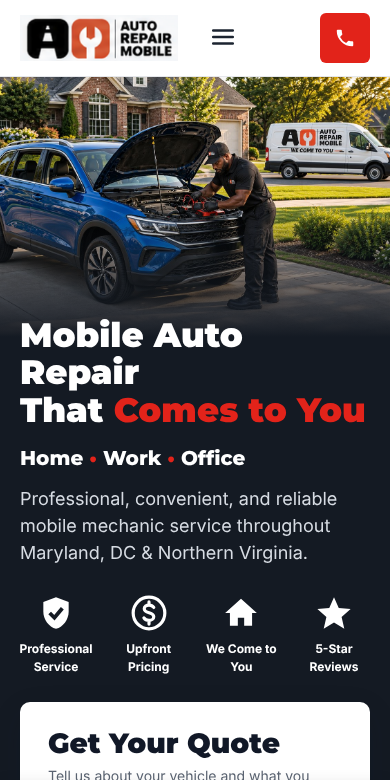 AUTO
REPAIR
MOBILE
AUTO
REPAIR
MOBILE
WE COME TO YOU
Mobile Auto
Repair
That Comes to You
Home • Work • Office
Professional, convenient, and reliable
mobile mechanic service throughout
Maryland, DC & Northern Virginia.
Professional
Service
Upfront
Pricing
We Come to
You
5-Star
Reviews
Get Your Quote
Tell us about your vehicle and what you